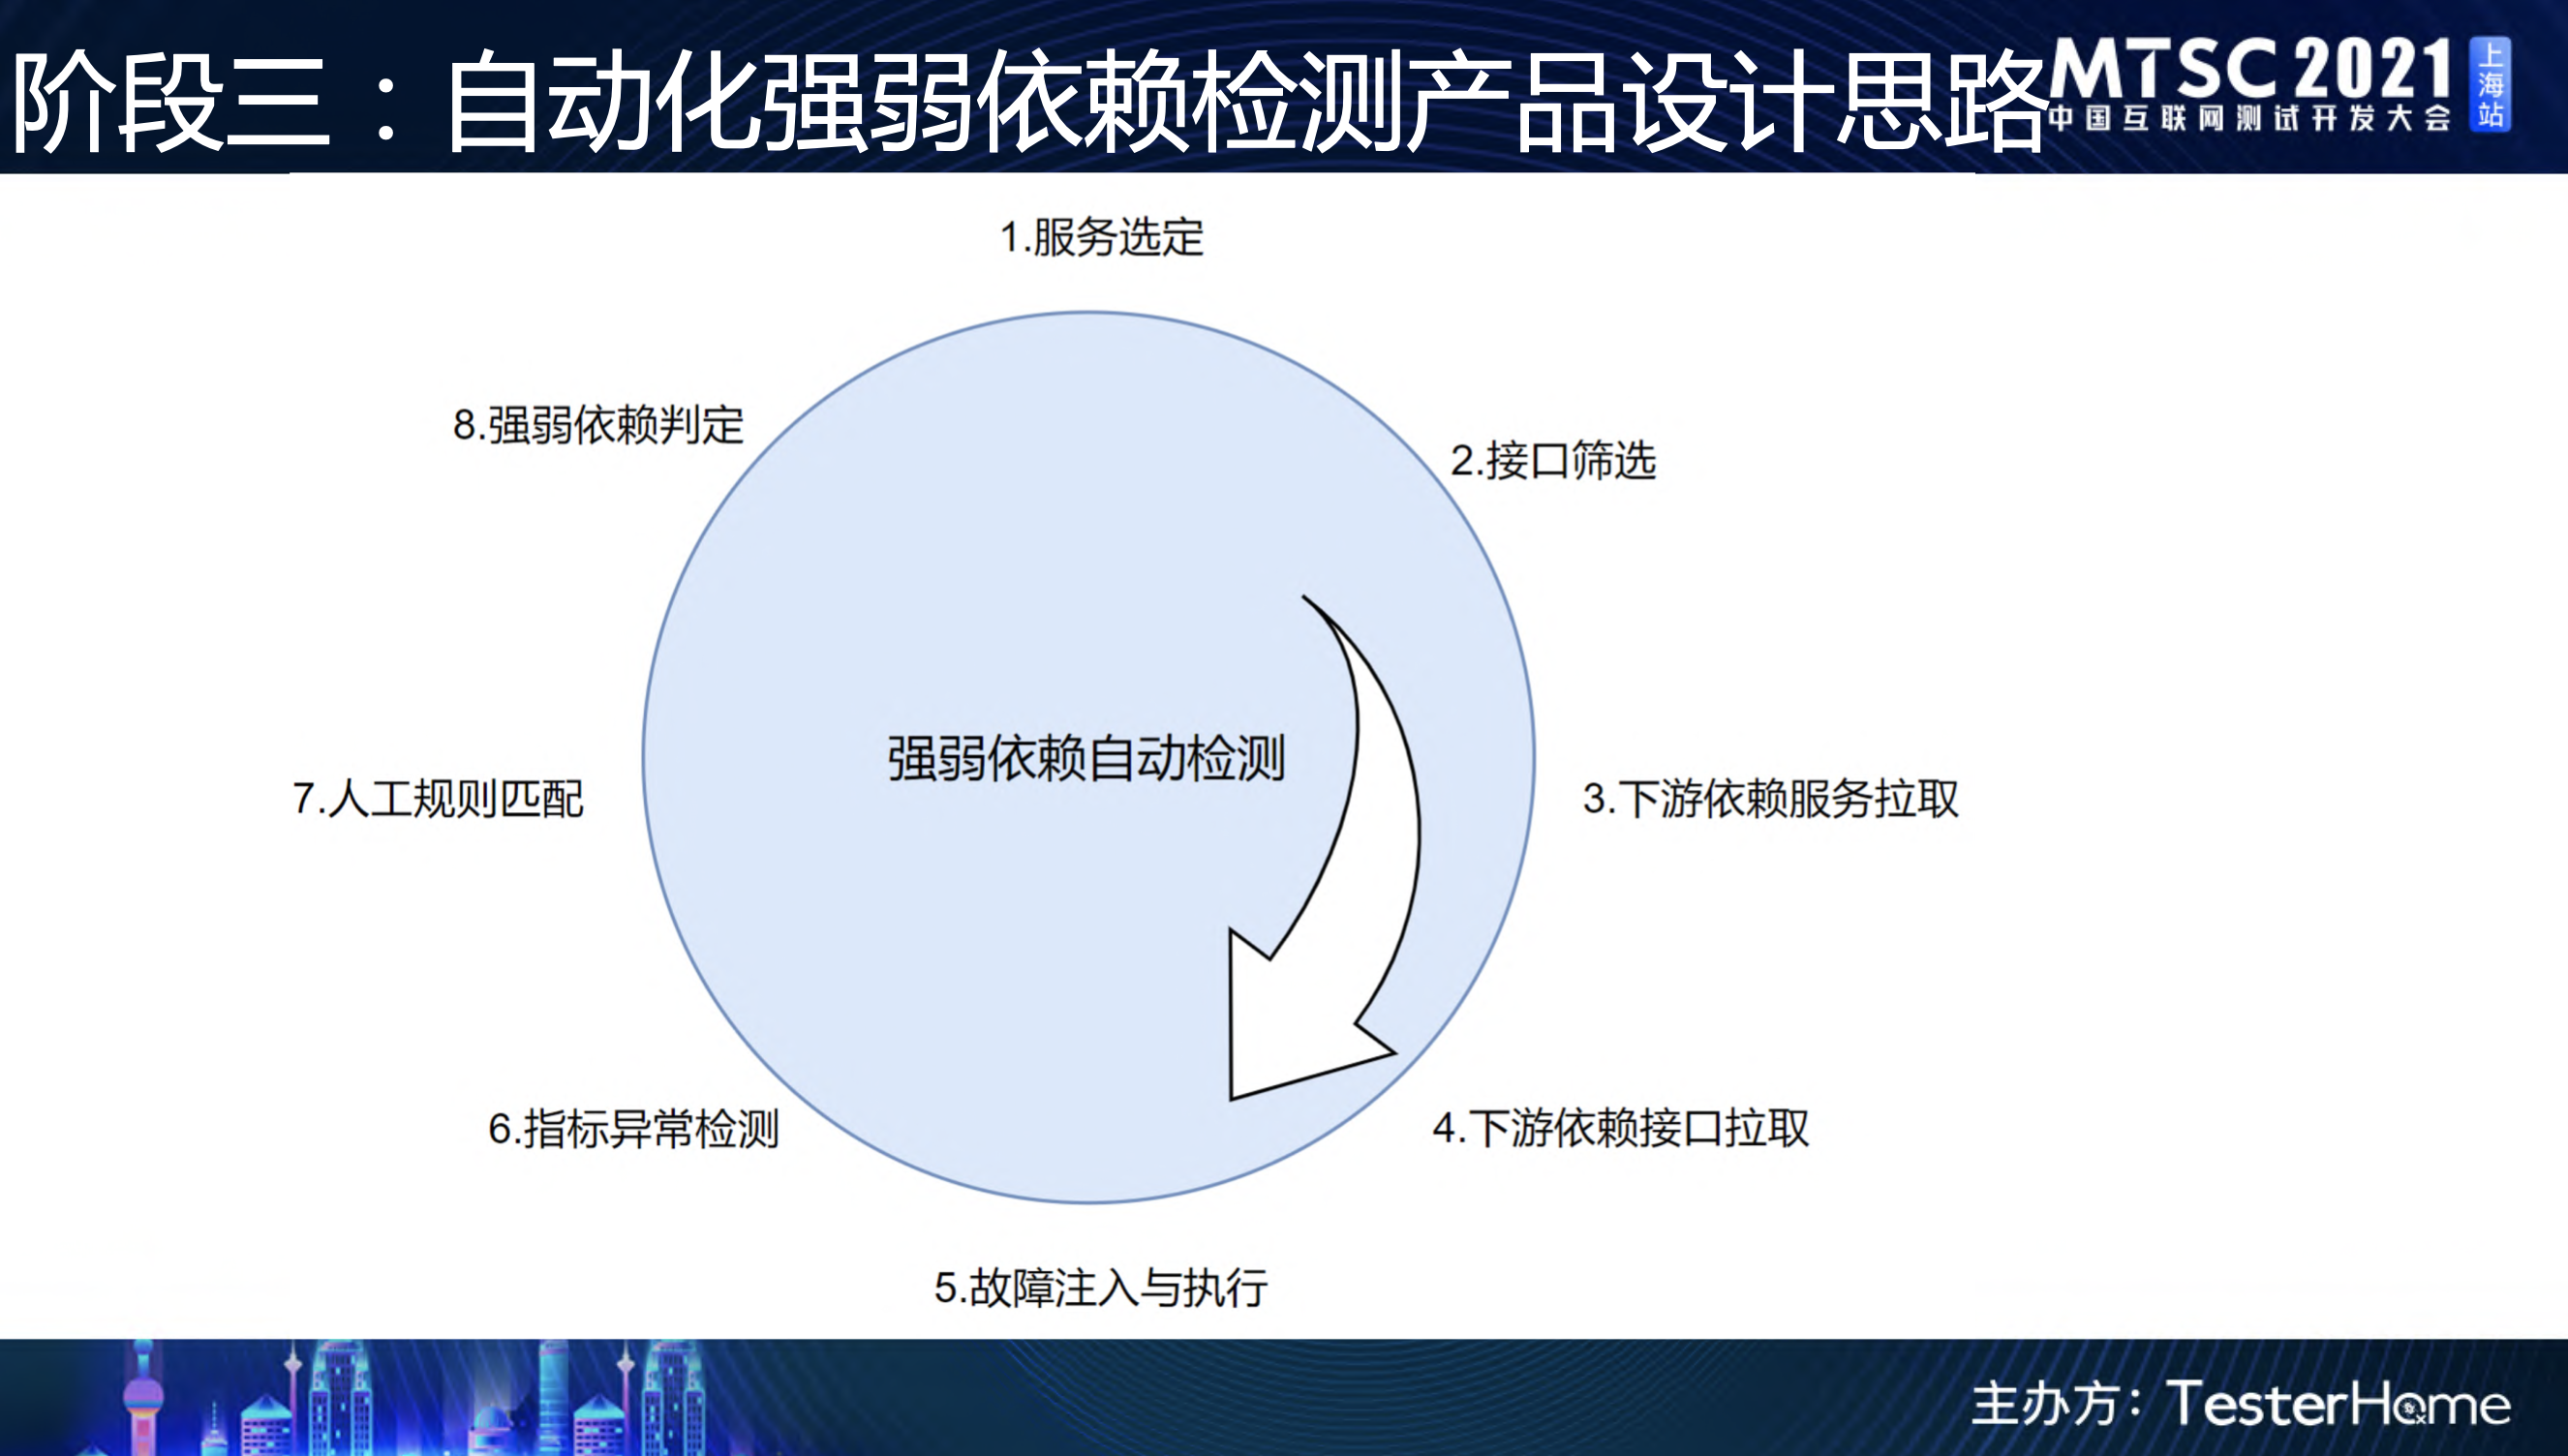 阶段三：自动化强弱依赖检测产品设计思路
MTSC 2021
中国互联网测试开发大会
上海站
1.服务选定
8.强弱依赖判定
2.接口筛选
强弱依赖自动检测
7.人工规则匹配
3.下游依赖服务拉取
6.指标异常检测
4.下游依赖接口拉取
5.故障注入与执行
主办方：TesterHome